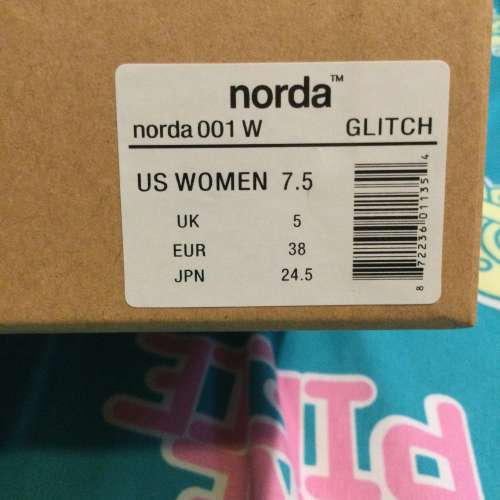 norda™
norda 001 W GLITCH
US WOMEN 7.5
UK 5
EUR 38
JPN 24.5
8 72236 01135 4